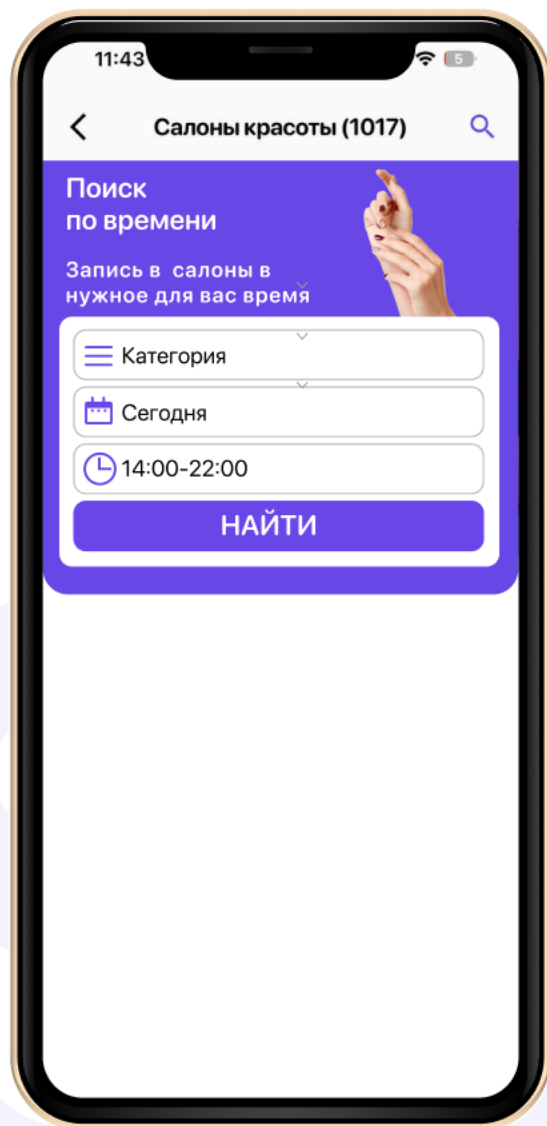 11:43
5
Салоны красоты (1017)
Поиск
по времени
Запись в салоны в
нужное для вас время
Категория
Сегодня
14:00-22:00
НАЙТИ